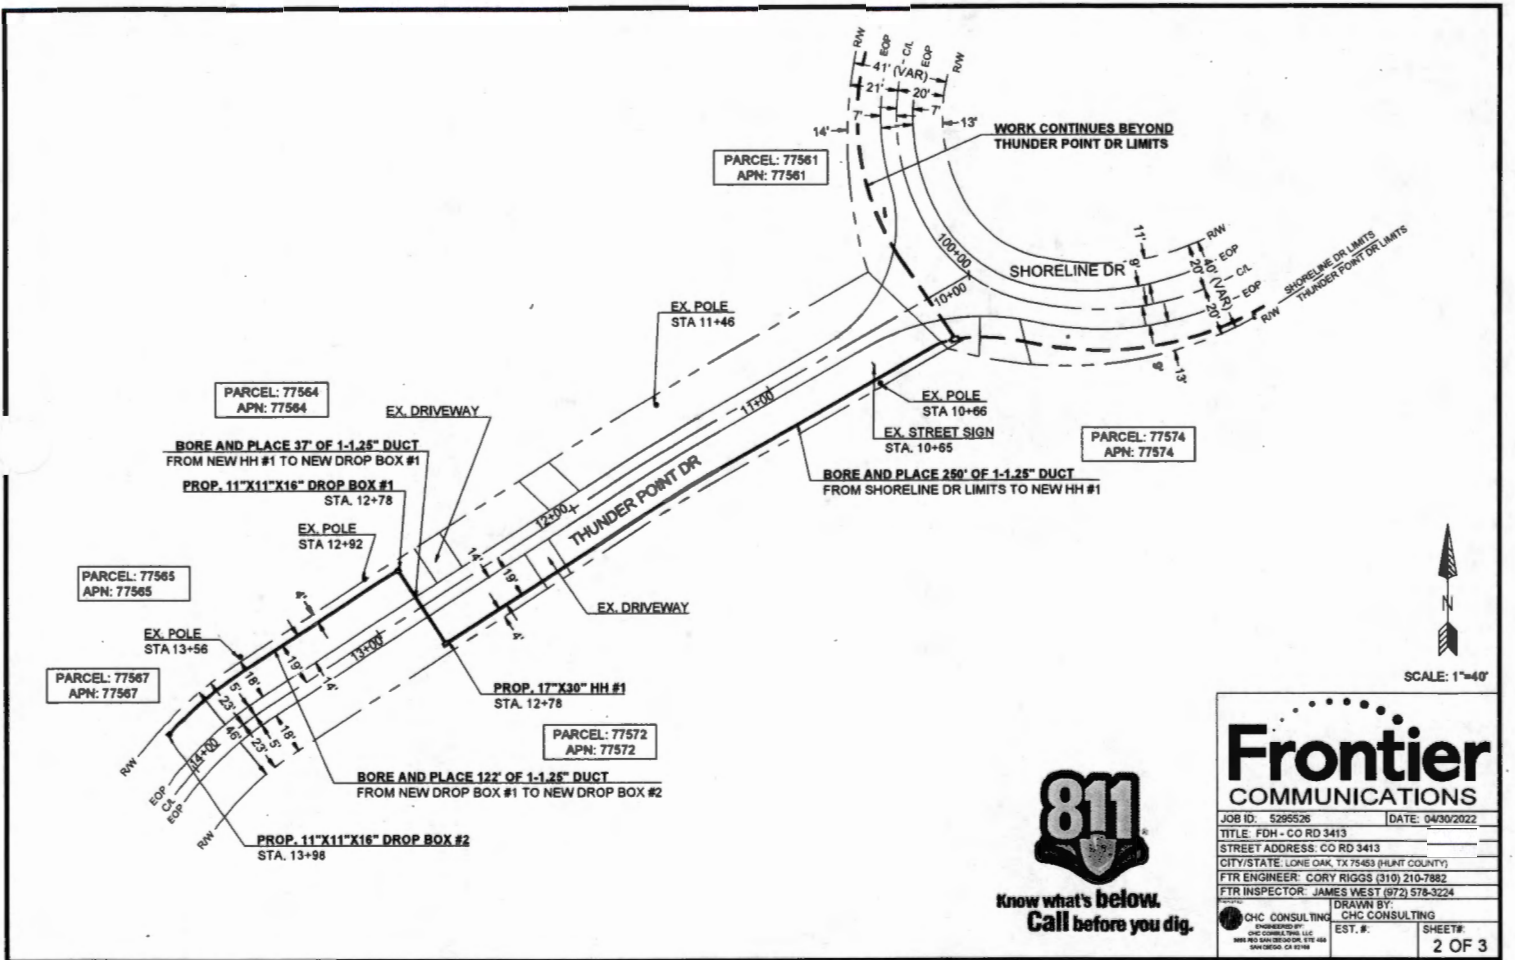 R/W
EOP
C/L
EOP
R/W
41' (VAR)
21'
20'
7'
7'
14'
13'
WORK CONTINUES BEYOND
THUNDER POINT DR LIMITS
PARCEL: 77561
APN: 77561
100+00
SHORELINE DR
10+00
11'
9'
R/W
EOP
C/L
EOP
R/W
20'
40' (VAR)
20'
SHORELINE DR LIMITS
THUNDER POINT DR LIMITS
9'
13'
EX. POLE
STA 11+46
PARCEL: 77564
APN: 77564
EX. DRIVEWAY
11+00
EX. POLE
STA 10+66
EX. STREET SIGN
STA. 10+65
PARCEL: 77574
APN: 77574
BORE AND PLACE 37' OF 1-1.25" DUCT
FROM NEW HH #1 TO NEW DROP BOX #1
PROP. 11"X11"X16" DROP BOX #1
STA. 12+78
BORE AND PLACE 250' OF 1-1.25" DUCT
FROM SHORELINE DR LIMITS TO NEW HH #1
THUNDER POINT DR
12+00
EX. POLE
STA 12+92
14'
19'
4'
EX. DRIVEWAY
PARCEL: 77565
APN: 77565
4'
EX. POLE
STA 13+56
13+00
19'
14'
PARCEL: 77567
APN: 77567
18'
5'
23'
46'
23'
5'
18'
PROP. 17"X30" HH #1
STA. 12+78
PARCEL: 77572
APN: 77572
14+00
R/W
EOP
C/L
EOP
R/W
BORE AND PLACE 122' OF 1-1.25" DUCT
FROM NEW DROP BOX #1 TO NEW DROP BOX #2
PROP. 11"X11"X16" DROP BOX #2
STA. 13+98
N
SCALE: 1"=40'
811
Know what's below.
Call before you dig.
Frontier
COMMUNICATIONS
JOB ID: 5295526
DATE: 04/30/2022
TITLE: FDH - CO RD 3413
STREET ADDRESS: CO RD 3413
CITY/STATE: LONE OAK, TX 75453 (HUNT COUNTY)
FTR ENGINEER: CORY RIGGS (310) 210-7882
FTR INSPECTOR: JAMES WEST (972) 578-3224
CHC CONSULTING
ENGINEERED BY:
CHC CONSULTING, LLC
SAN DIEGO, CA 92108
DRAWN BY:
CHC CONSULTING
EST. #:
SHEET#:
2 OF 3